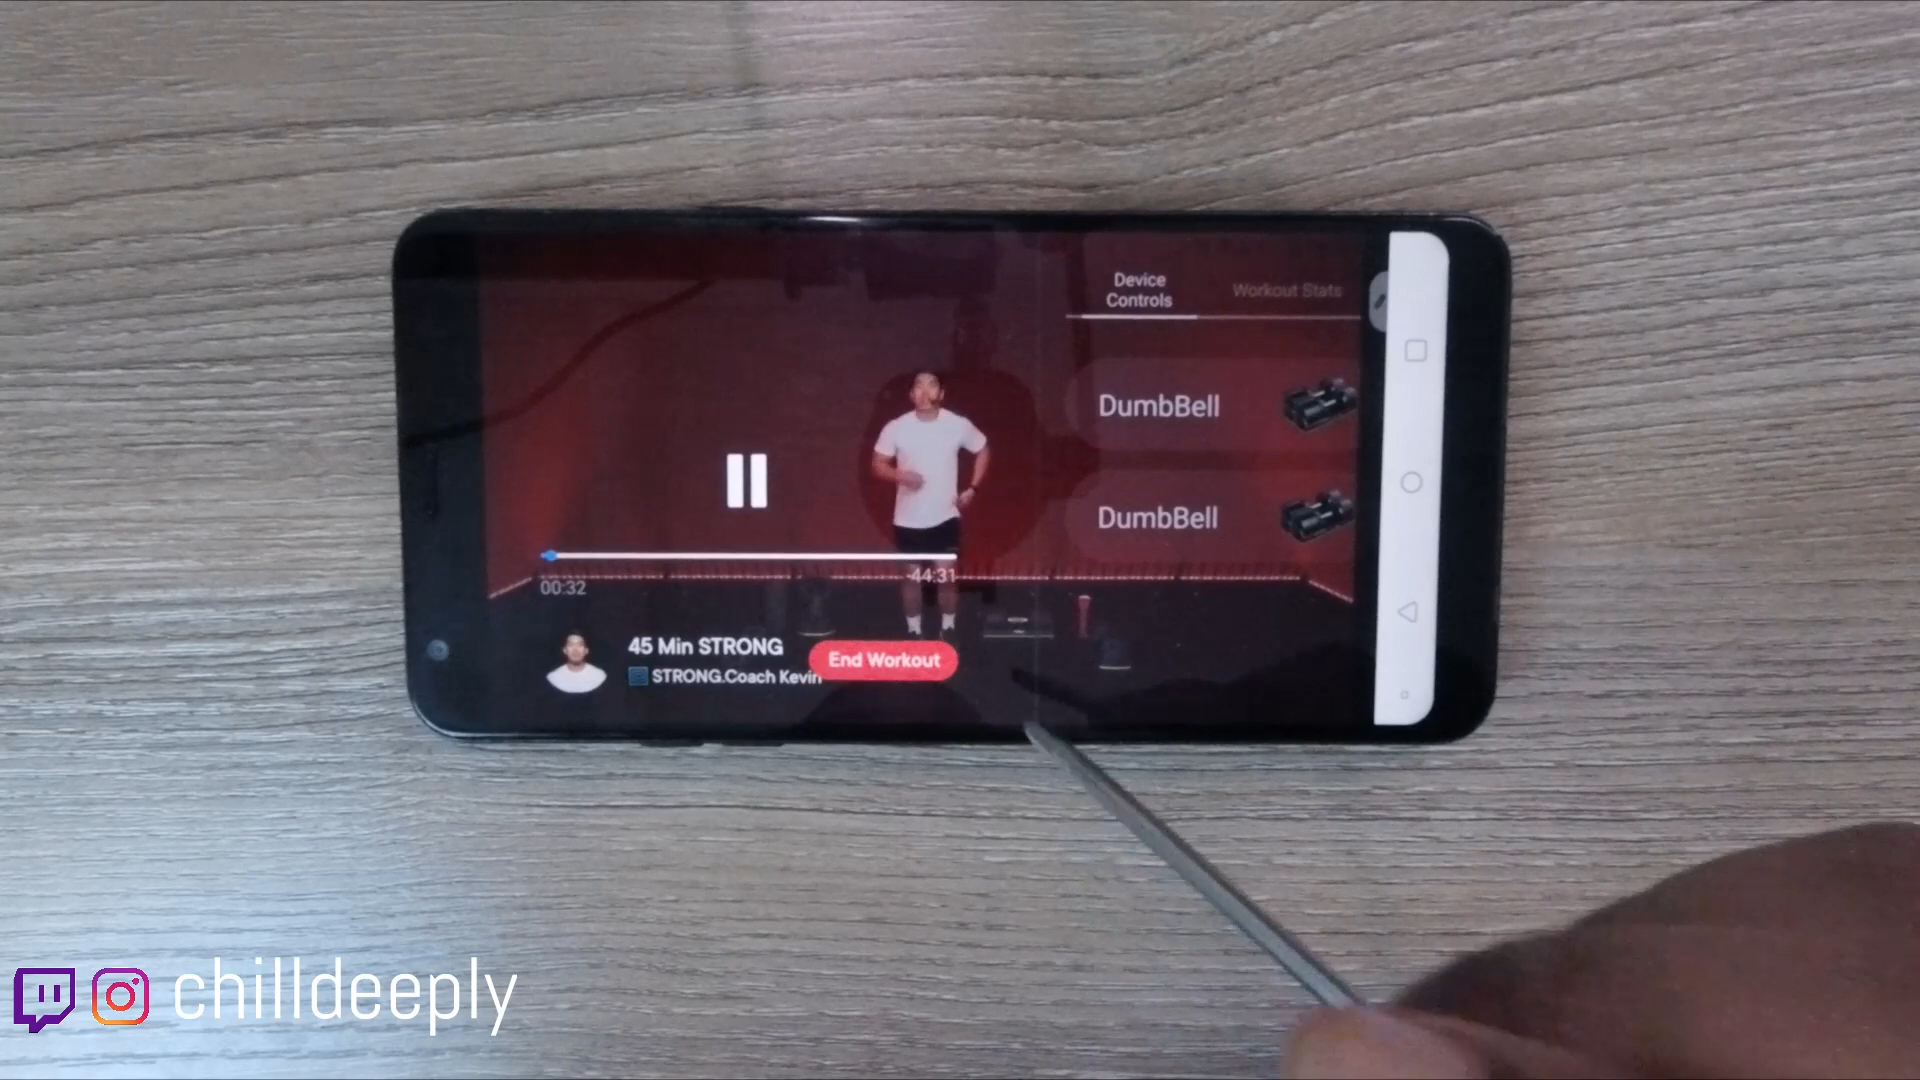 Device
Controls
Workout Stats
DumbBell
DumbBell
00:32
-44:31
45 Min STRONG
STRONG.Coach Kevin
End Workout
chilldeeply